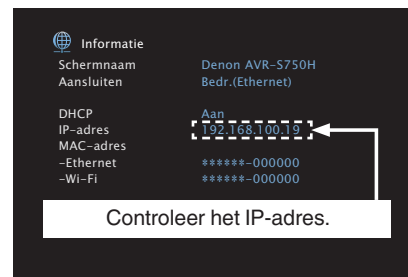 Informatie
Schermnaam Denon AVR-S750H
Aansluiten Bedr.(Ethernet)
DHCP Aan
IP-adres 192.168.100.19
MAC-adres
-Ethernet ******-000000
-Wi-Fi ******-000000
Controleer het IP-adres.